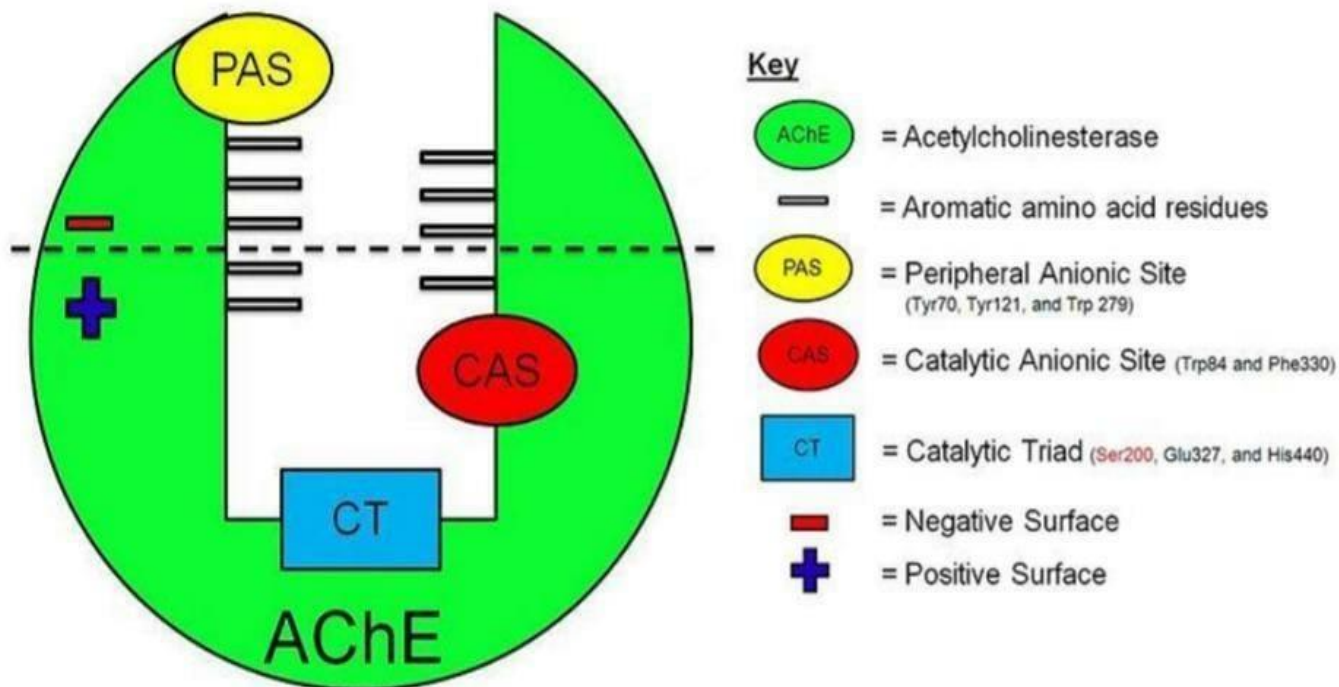 PAS
CAS
CT
AChE
Key
AChE = Acetylcholinesterase
= Aromatic amino acid residues
PAS = Peripheral Anionic Site
(Tyr70, Tyr121, and Trp 279)
CAS = Catalytic Anionic Site (Trp84 and Phe330)
CT = Catalytic Triad (Ser200, Glu327, and His440)
= Negative Surface
= Positive Surface